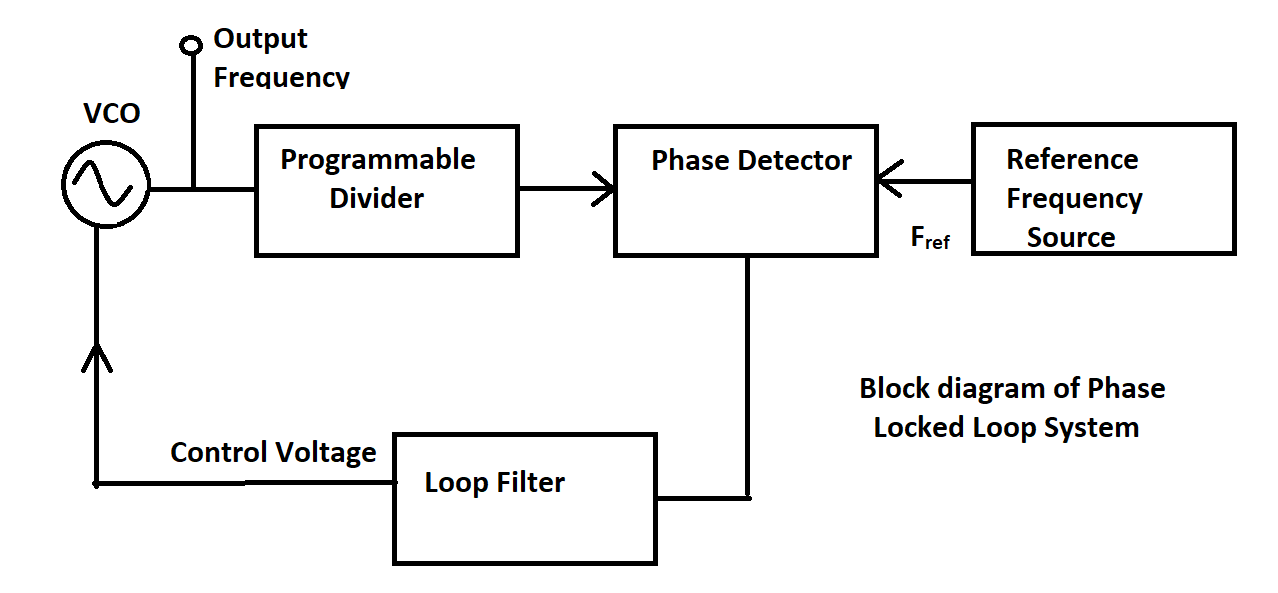 Output
Frequency
VCO
Programmable
Divider
Phase Detector
Reference
Frequency
Source
Fref
Block diagram of Phase
Locked Loop System
Control Voltage
Loop Filter